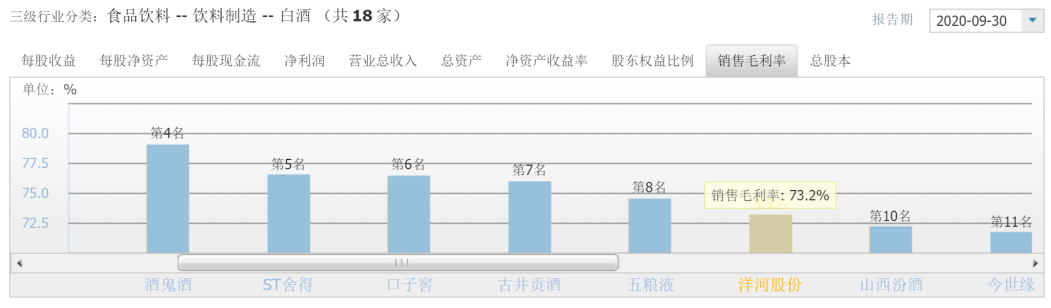 三级行业分类: 食品饮料 -- 饮料制造 -- 白酒 （共 18 家）
报告期 2020-09-30
每股收益 每股净资产 每股现金流 净利润 营业总收入 总资产 净资产收益率 股东权益比例 销售毛利率 总股本
单位: %
80.0
77.5
75.0
72.5
第4名
第5名
第6名
第7名
第8名
销售毛利率: 73.2%
第10名
第11名
酒鬼酒 ST舍得 口子窖 古井贡酒 五粮液 洋河股份 山西汾酒 今世缘